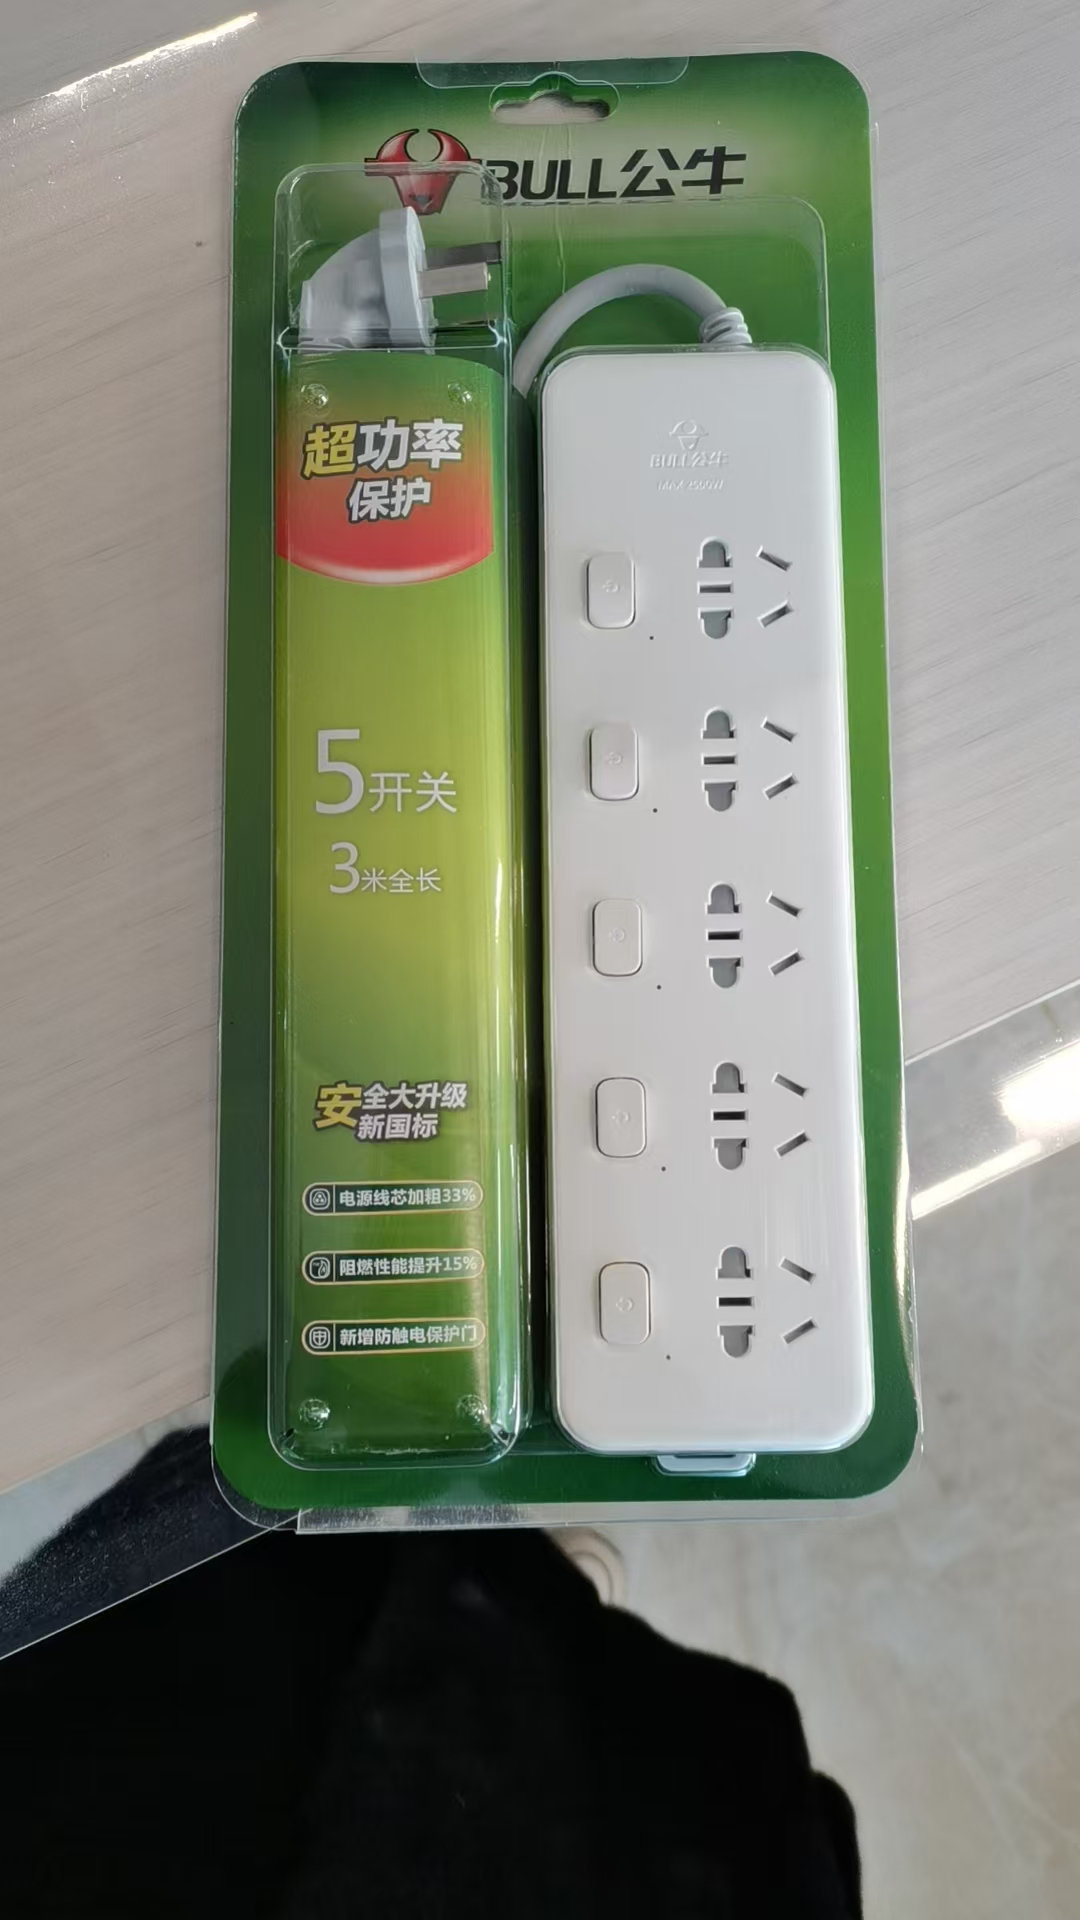 BULL公牛
超功率
保护
5开关
3米全长
安全大升级
新国标
电源线芯加粗33%
阻燃性能提升15%
新增防触电保护门
BULL公牛
MAX 2500W